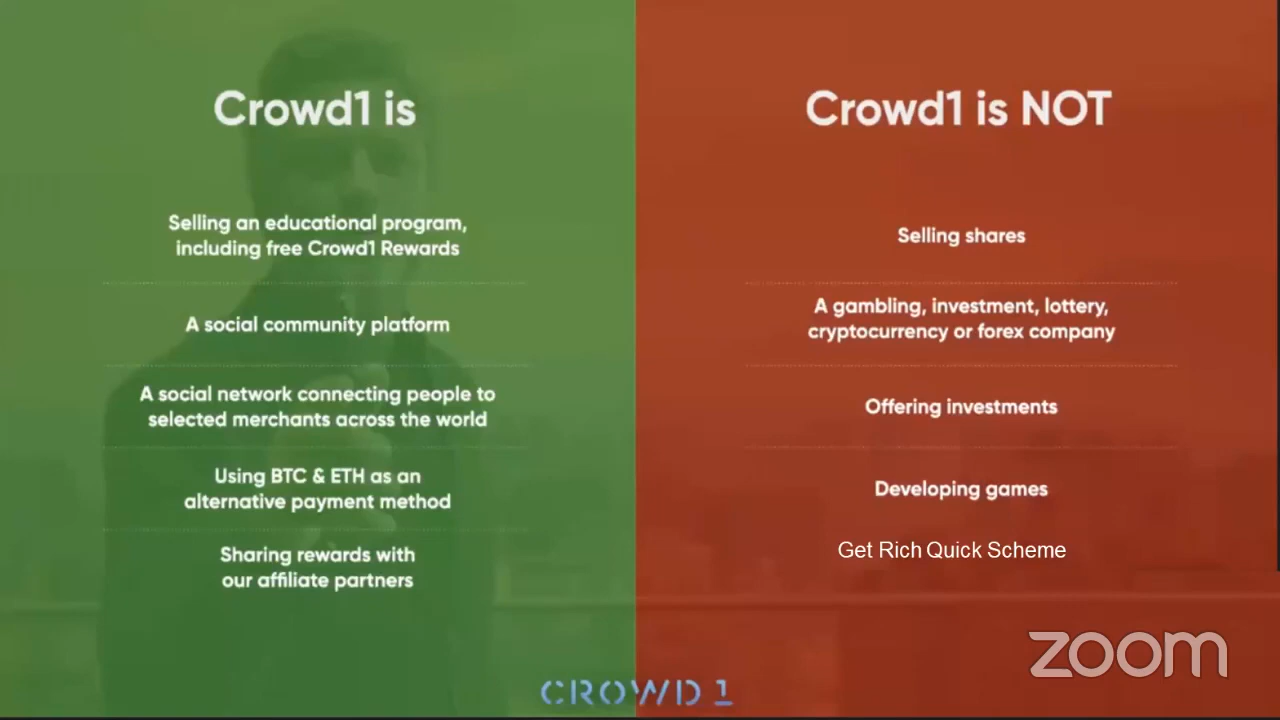 Crowd1 is
Selling an educational program,
including free Crowd1 Rewards
A social community platform
A social network connecting people to
selected merchants across the world
Using BTC & ETH as an
alternative payment method
Sharing rewards with
our affiliate partners
Crowd1 is NOT
Selling shares
A gambling, investment, lottery,
cryptocurrency or forex company
Offering investments
Developing games
Get Rich Quick Scheme
zoom
CROWD 1